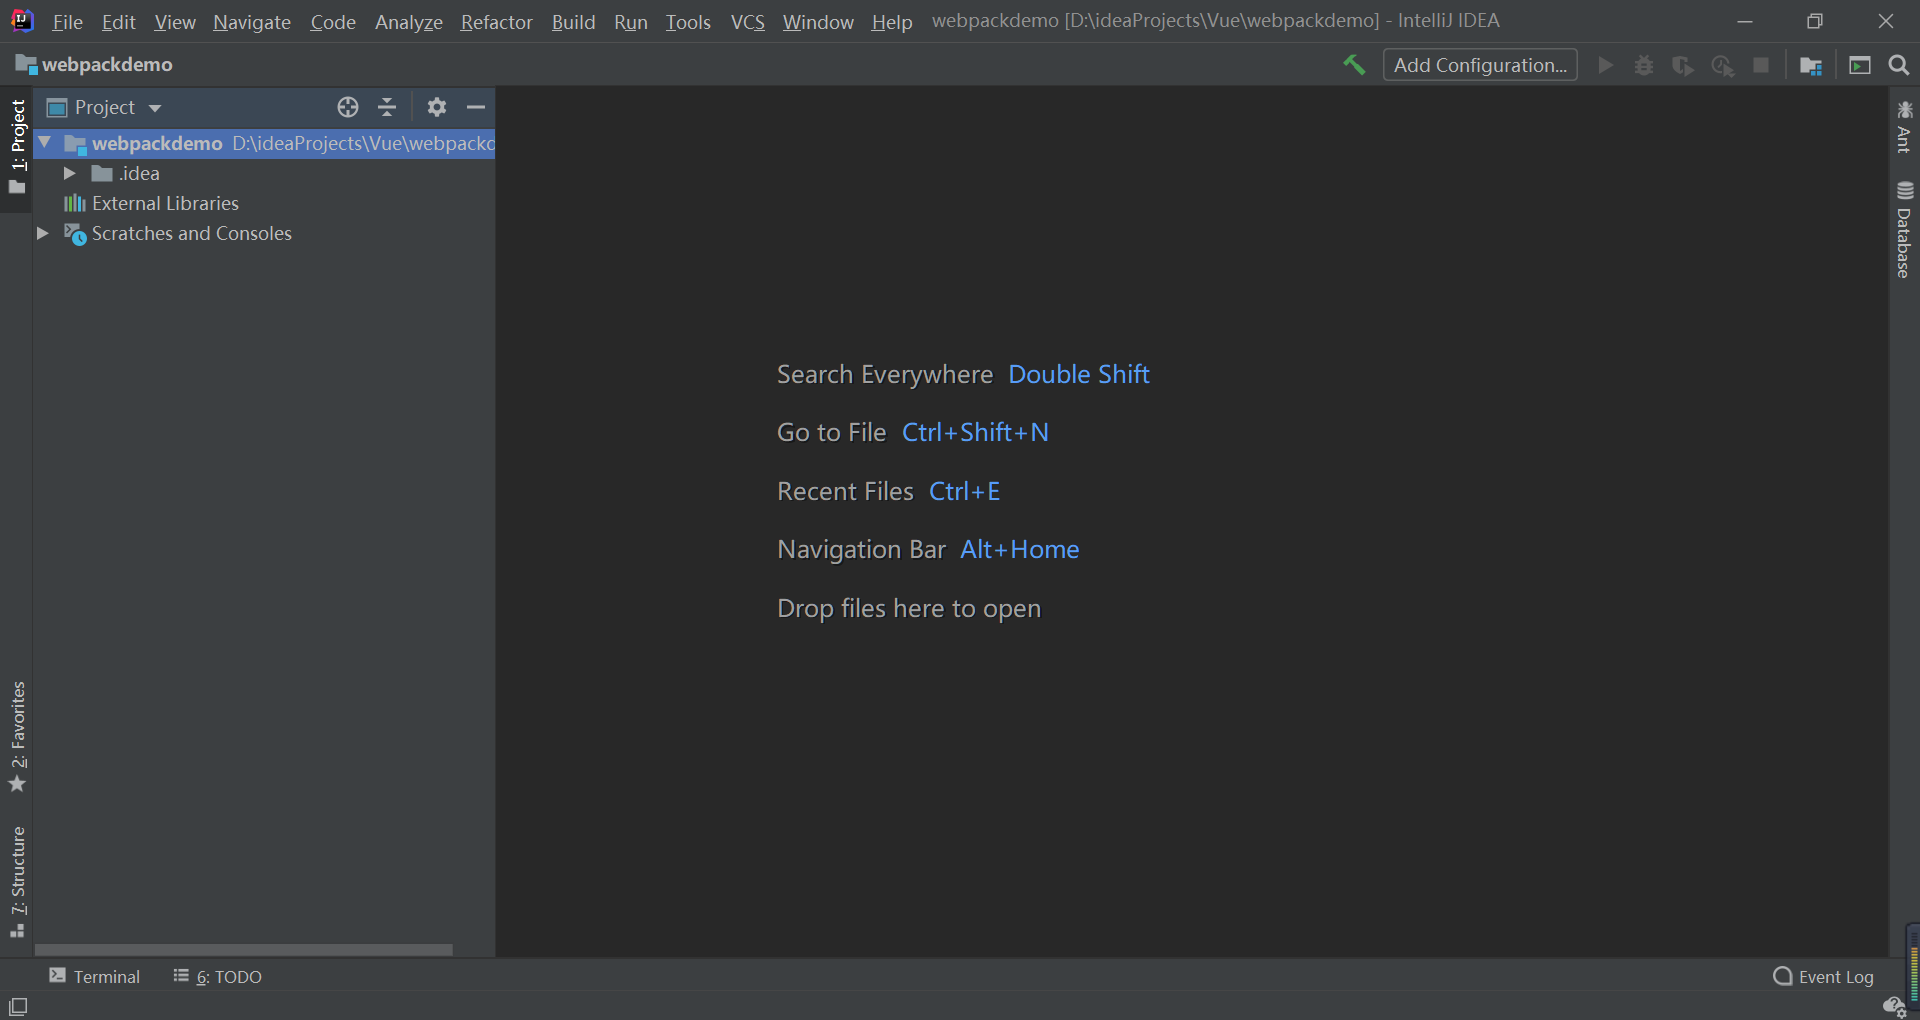 File Edit View Navigate Code Analyze Refactor Build Run Tools VCS Window Help webpackdemo [D:\ideaProjects\Vue\webpackdemo] - IntelliJ IDEA
webpackdemo
Add Configuration...
1: Project
Project
webpackdemo D:\ideaProjects\Vue\webpackd
.idea
External Libraries
Scratches and Consoles
Search Everywhere Double Shift
Go to File Ctrl+Shift+N
Recent Files Ctrl+E
Navigation Bar Alt+Home
Drop files here to open
Ant
Database
2: Favorites
7: Structure
Terminal
6: TODO
Event Log